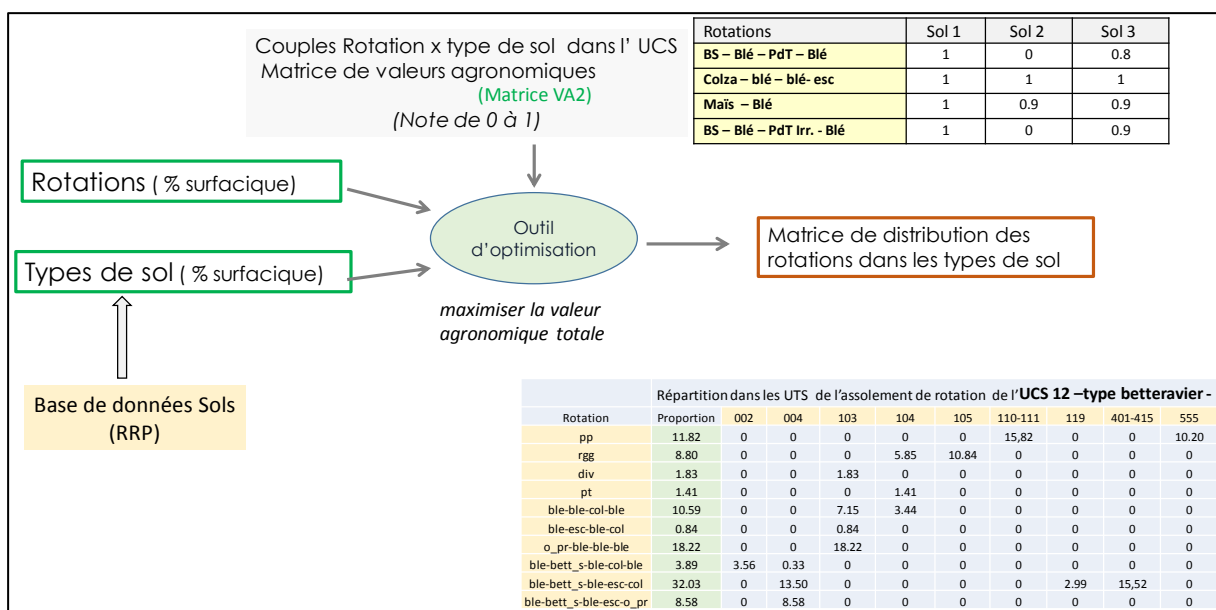 Couples Rotation x type de sol dans l' UCS
Matrice de valeurs agronomiques
(Matrice VA2)
(Note de 0 à 1)
Rotations Sol 1 Sol 2 Sol 3
BS – Blé – PdT – Blé 1 0 0.8
Colza – blé – blé- esc 1 1 1
Maïs – Blé 1 0.9 0.9
BS – Blé – PdT Irr. - Blé 1 0 0.9
Rotations ( % surfacique)
Types de sol ( % surfacique)
Outil
d'optimisation
Matrice de distribution des
rotations dans les types de sol
maximiser la valeur
agronomique totale
Base de données Sols
(RRP)
Répartition dans les UTS de l'assolement de rotation de l'UCS 12 –type betteravier -
Rotation Proportion 002 004 103 104 105 110-111 119 401-415 555
pp 11.82 0 0 0 0 0 15,82 0 0 10.20
rgg 8.80 0 0 0 5.85 10.84 0 0 0 0
div 1.83 0 0 1.83 0 0 0 0 0 0
pt 1.41 0 0 0 1.41 0 0 0 0 0
ble-ble-col-ble 10.59 0 0 7.15 3.44 0 0 0 0 0
ble-esc-ble-col 0.84 0 0 0.84 0 0 0 0 0 0
o_pr-ble-ble-ble 18.22 0 0 18.22 0 0 0 0 0 0
ble-bett_s-ble-col-ble 3.89 3.56 0.33 0 0 0 0 0 0 0
ble-bett_s-ble-esc-col 32.03 0 13.50 0 0 0 0 2.99 15,52 0
ble-bett_s-ble-esc-o_pr 8.58 0 8.58 0 0 0 0 0 0 0